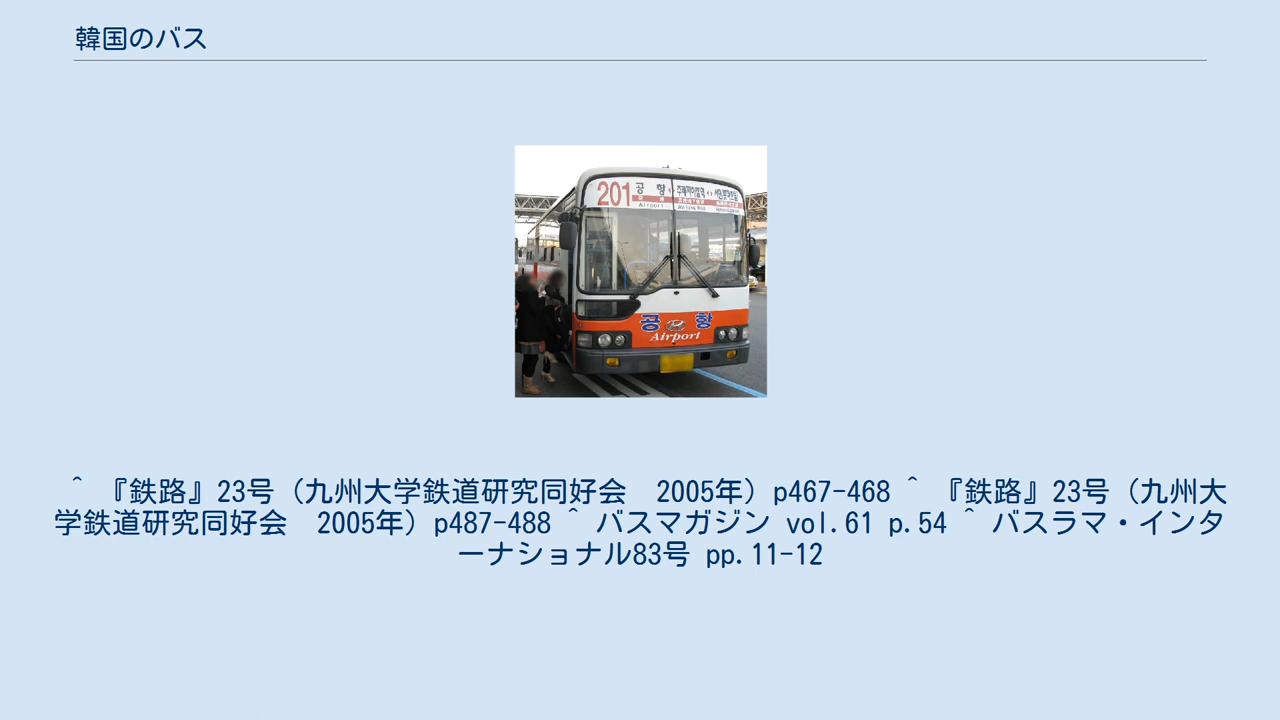 韓国のバス
201 공 항
Airport
공 항
Airport
^ 『鉄路』23号（九州大学鉄道研究同好会　2005年）p467-468 ^ 『鉄路』23号（九州大
学鉄道研究同好会　2005年）p487-488 ^ バスマガジン vol.61 p.54 ^ バスラマ・インタ
ーナショナル83号 pp.11-12